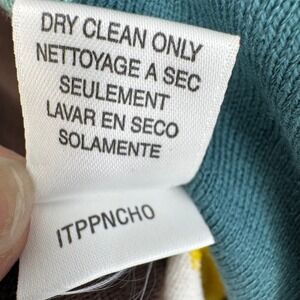 DRY CLEAN ONLY
NETTOYAGE A SEC
SEULEMENT
LAVAR EN SECO
SOLAMENTE
ITPPNCHO